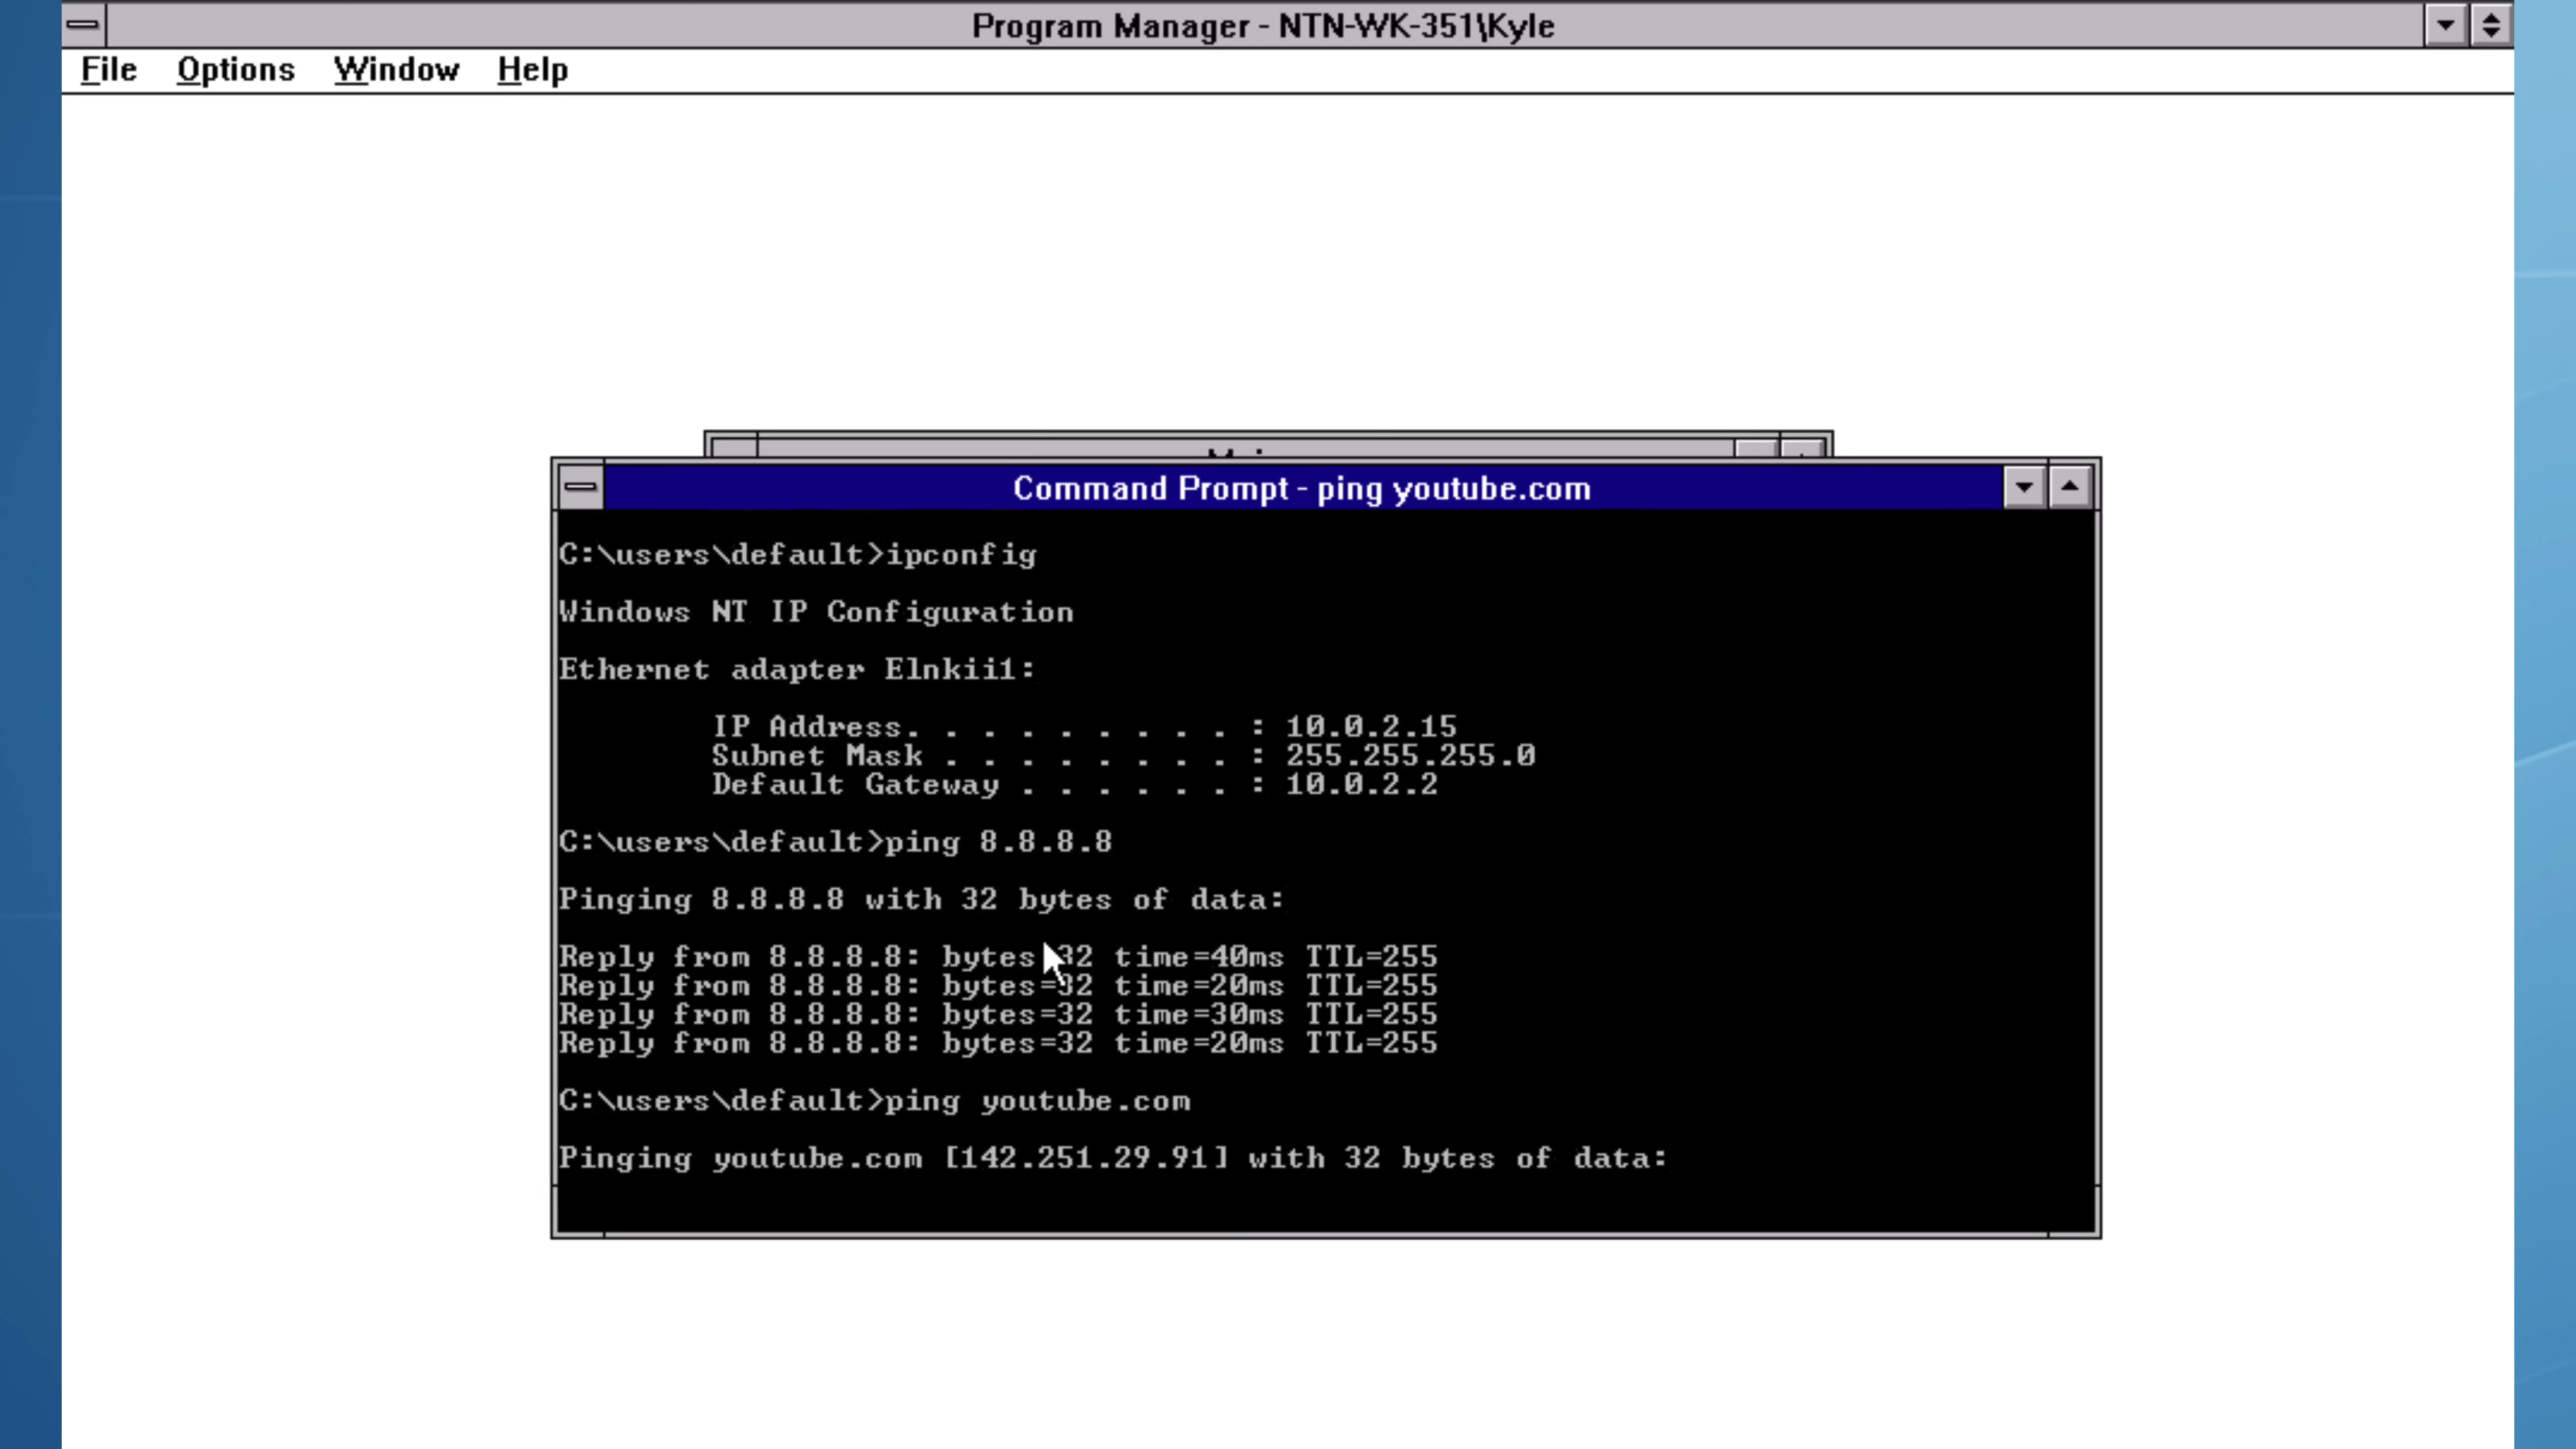 Program Manager - NTN-WK-351\Kyle
File Options Window Help
Command Prompt - ping youtube.com
C:\users\default>ipconfig
Windows NT IP Configuration
Ethernet adapter Elnkii1:
IP Address. . . . . . . . . : 10.0.2.15
Subnet Mask . . . . . . . . : 255.255.255.0
Default Gateway . . . . . . : 10.0.2.2
C:\users\default>ping 8.8.8.8
Pinging 8.8.8.8 with 32 bytes of data:
Reply from 8.8.8.8: bytes=32 time=40ms TTL=255
Reply from 8.8.8.8: bytes=32 time=20ms TTL=255
Reply from 8.8.8.8: bytes=32 time=30ms TTL=255
Reply from 8.8.8.8: bytes=32 time=20ms TTL=255
C:\users\default>ping youtube.com
Pinging youtube.com [142.251.29.91] with 32 bytes of data: